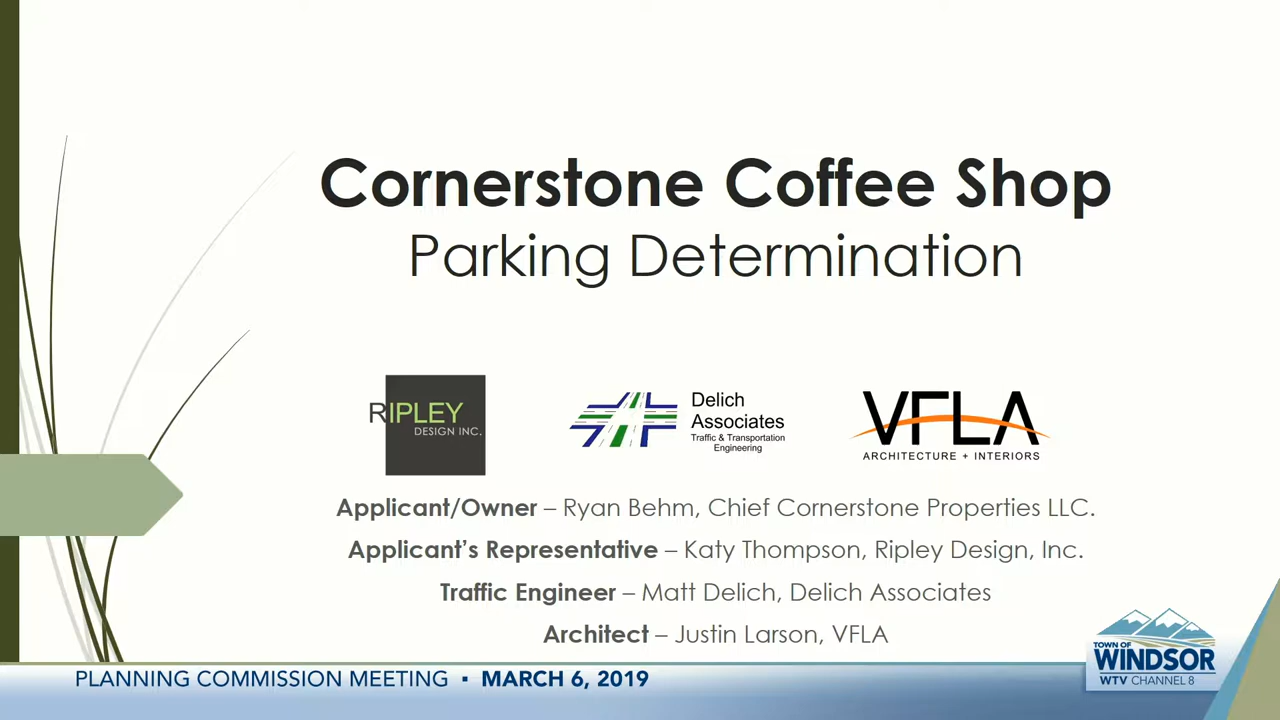 Cornerstone Coffee Shop
Parking Determination
RIPLEY
DESIGN INC.
Delich
Associates
Traffic & Transportation
Engineering
VFLA
ARCHITECTURE + INTERIORS
Applicant/Owner – Ryan Behm, Chief Cornerstone Properties LLC.
Applicant's Representative – Katy Thompson, Ripley Design, Inc.
Traffic Engineer – Matt Delich, Delich Associates
Architect – Justin Larson, VFLA
PLANNING COMMISSION MEETING ▪ MARCH 6, 2019
TOWN OF
WINDSOR
WTV CHANNEL 8